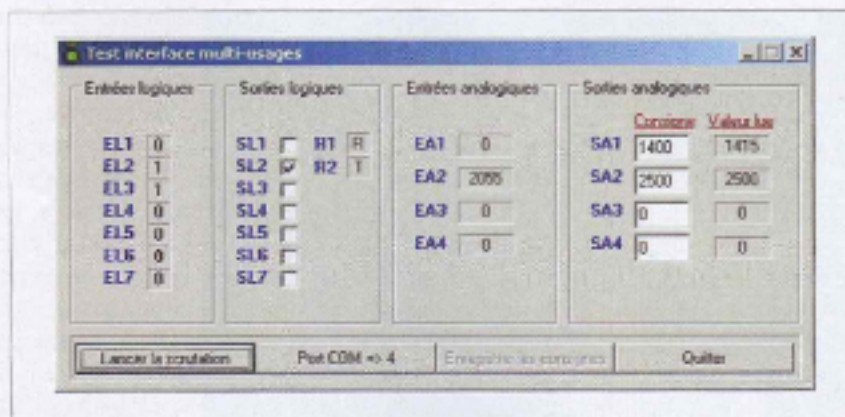 Test interface multi-usages
Entrées logiques
EL1 0
EL2 1
EL3 1
EL4 0
EL5 0
EL6 0
EL7 0
Sorties logiques
SL1 R1 R
SL2 R2 T
SL3
SL4
SL5
SL6
SL7
Entrées analogiques
EA1 0
EA2 2055
EA3 0
EA4 0
Sorties analogiques
Consigne Valeur lue
SA1 1400 1415
SA2 2500 2500
SA3 0 0
SA4 0 0
Lancer la scrutation
Port COM => 4
Enregistrer les consignes
Quitter